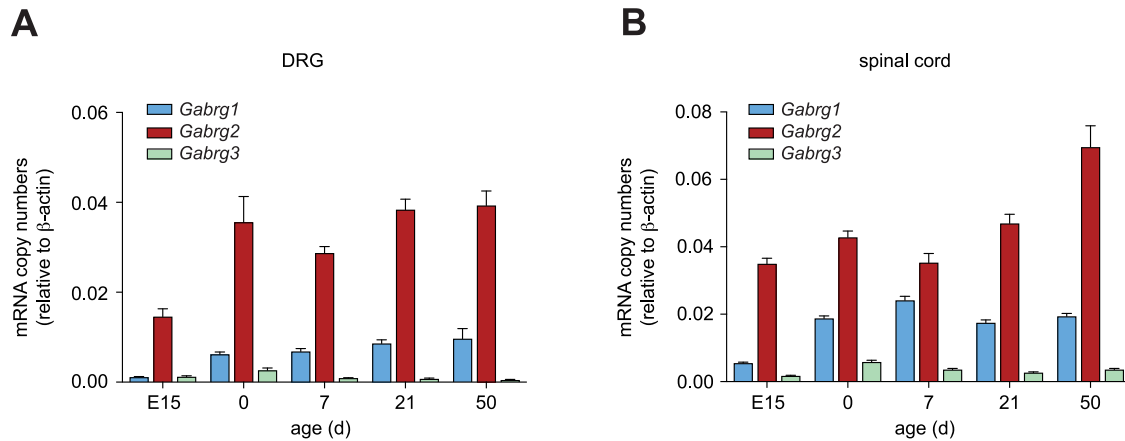 A
DRG
0.06
0.04
0.02
0.00
mRNA copy numbers
(relative to β-actin)
Gabrg1
Gabrg2
Gabrg3
E15 0 7 21 50
age (d)
B
spinal cord
0.08
0.06
0.04
0.02
0.00
mRNA copy numbers
(relative to β-actin)
Gabrg1
Gabrg2
Gabrg3
E15 0 7 21 50
age (d)